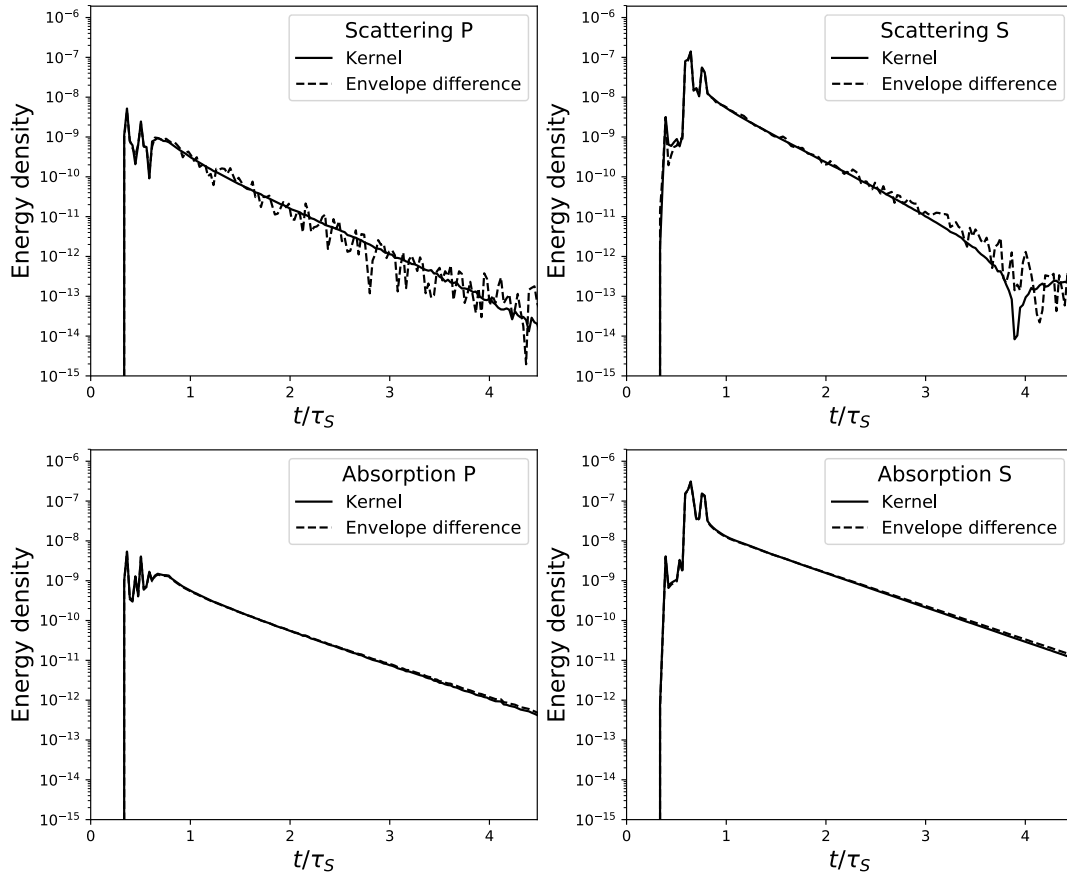 Scattering P
Kernel
Envelope difference
10⁻⁶
10⁻⁷
10⁻⁸
10⁻⁹
10⁻¹⁰
10⁻¹¹
10⁻¹²
10⁻¹³
10⁻¹⁴
10⁻¹⁵
Energy density
0 1 2 3 4
t/τ_S
Scattering S
Kernel
Envelope difference
10⁻⁶
10⁻⁷
10⁻⁸
10⁻⁹
10⁻¹⁰
10⁻¹¹
10⁻¹²
10⁻¹³
10⁻¹⁴
10⁻¹⁵
Energy density
0 1 2 3 4
t/τ_S
Absorption P
Kernel
Envelope difference
10⁻⁶
10⁻⁷
10⁻⁸
10⁻⁹
10⁻¹⁰
10⁻¹¹
10⁻¹²
10⁻¹³
10⁻¹⁴
10⁻¹⁵
Energy density
0 1 2 3 4
t/τ_S
Absorption S
Kernel
Envelope difference
10⁻⁶
10⁻⁷
10⁻⁸
10⁻⁹
10⁻¹⁰
10⁻¹¹
10⁻¹²
10⁻¹³
10⁻¹⁴
10⁻¹⁵
Energy density
0 1 2 3 4
t/τ_S